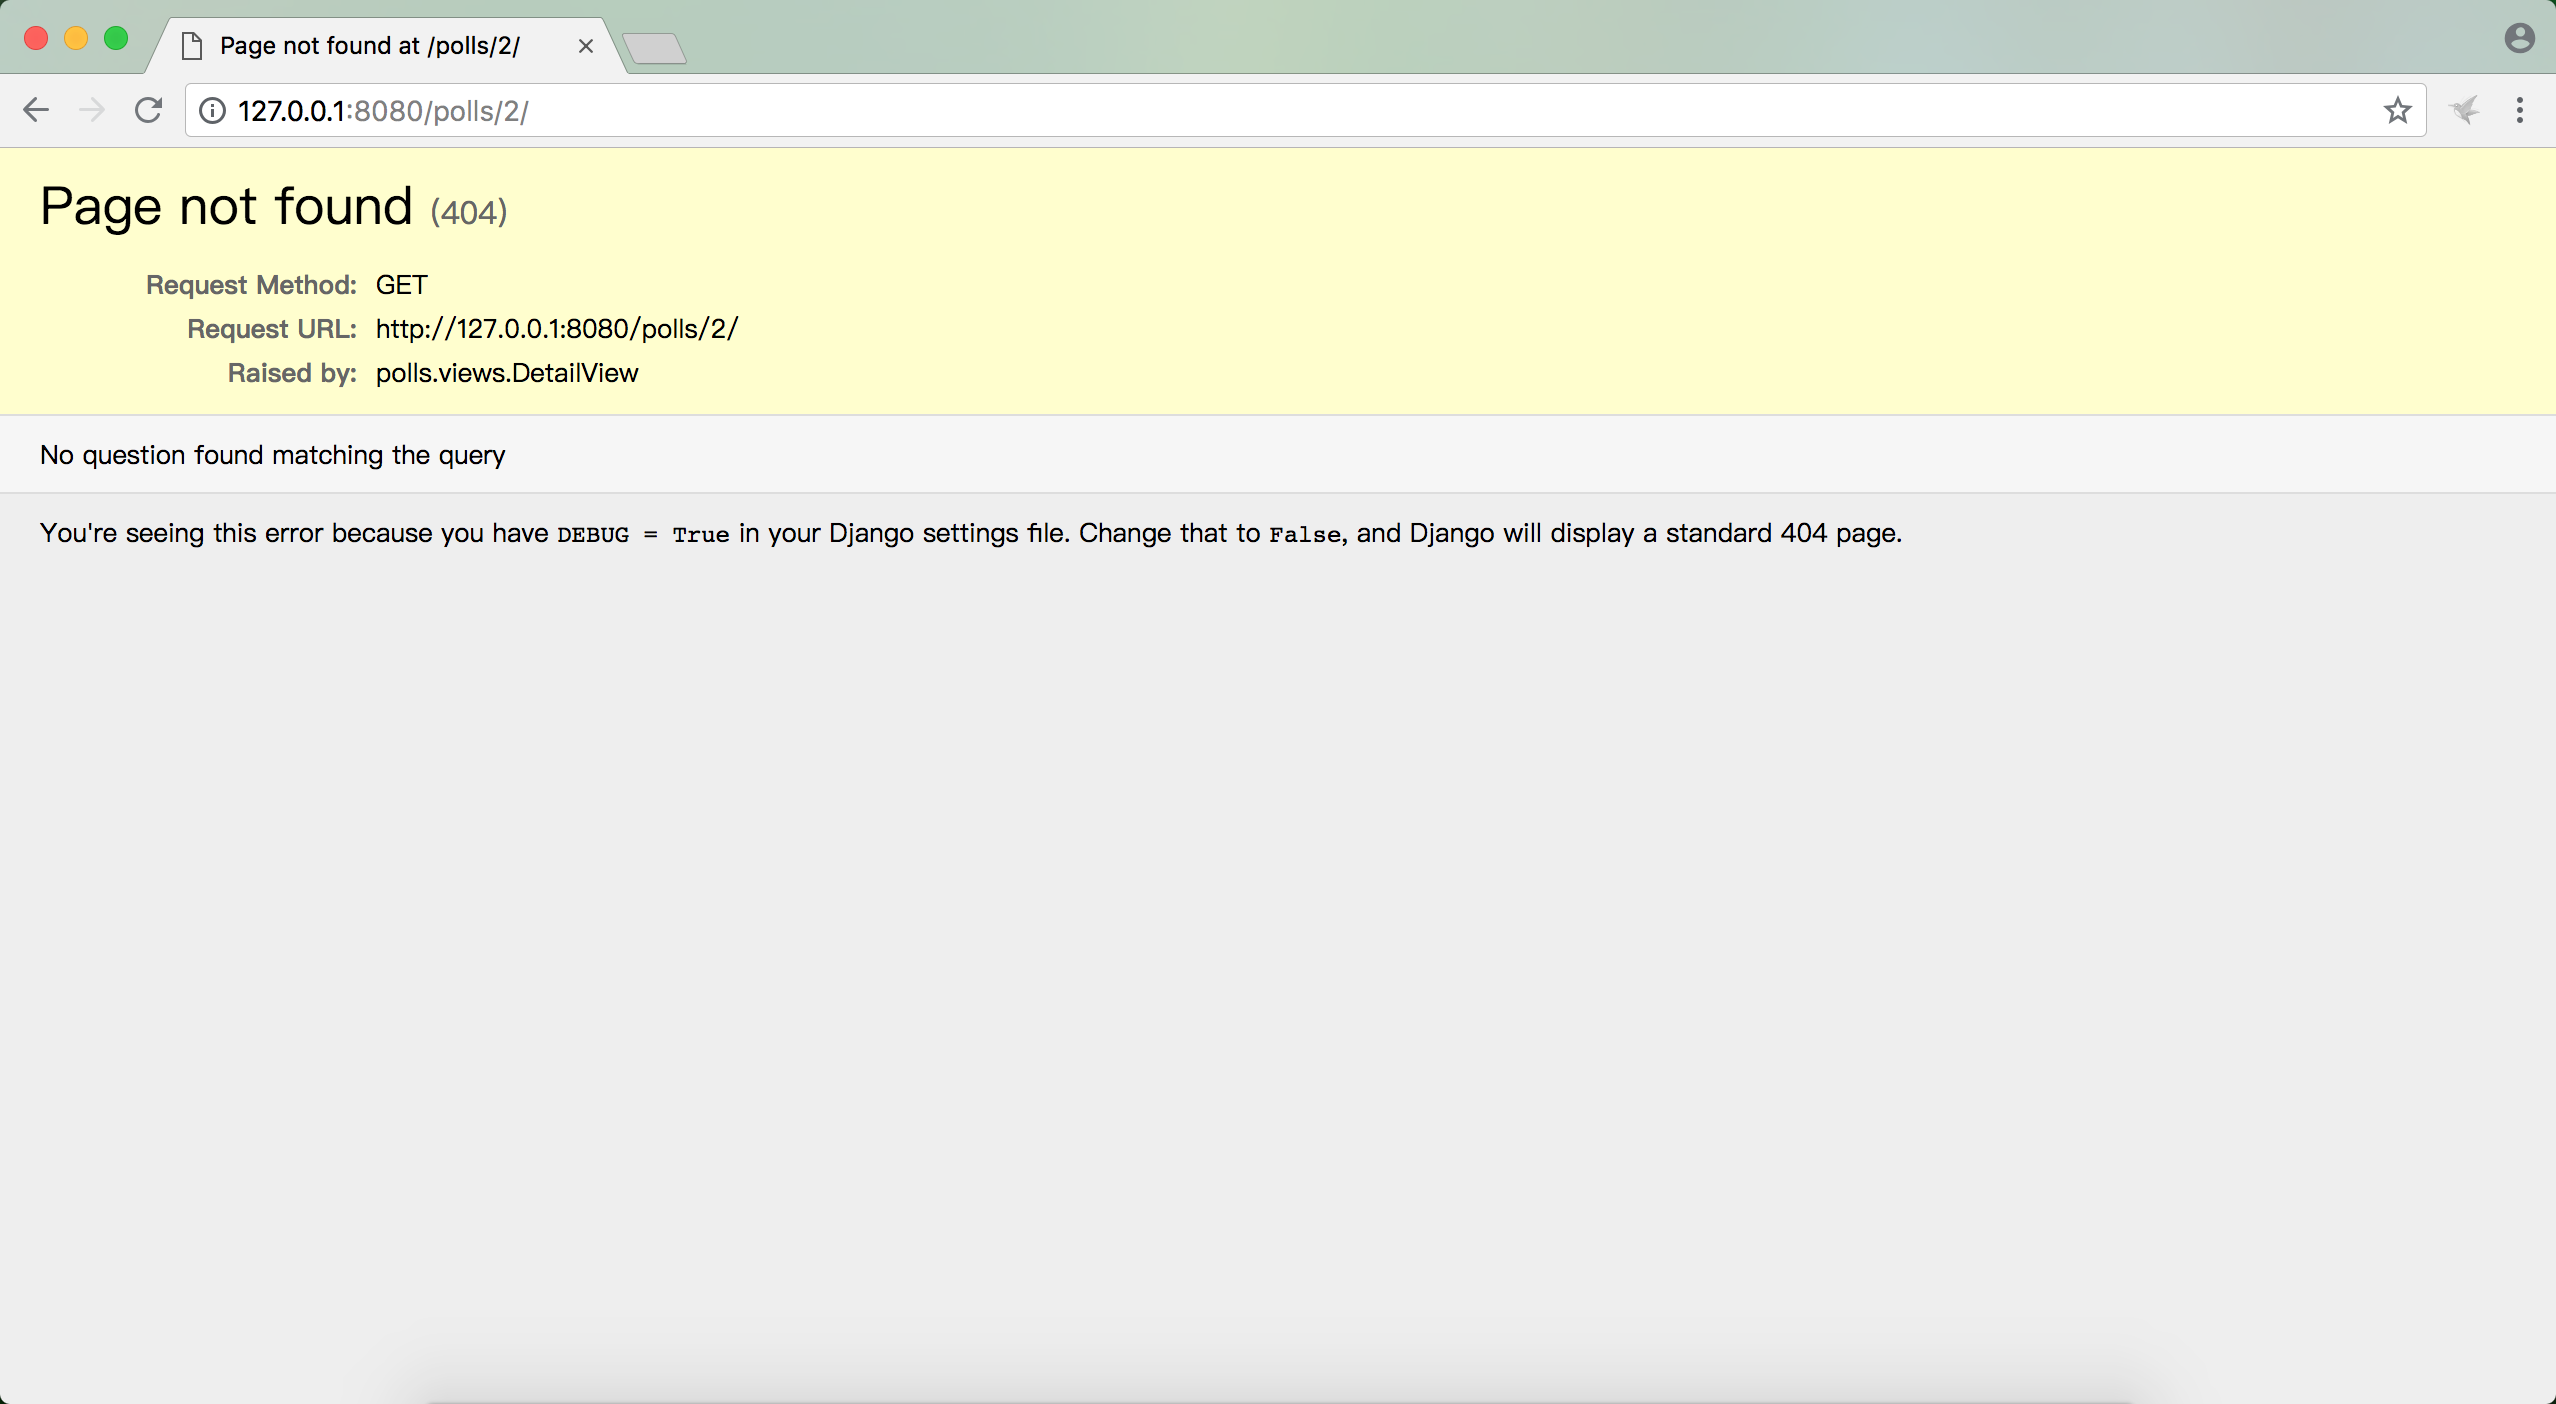 Page not found at /polls/2/
127.0.0.1:8080/polls/2/
Page not found (404)
Request Method: GET
Request URL: http://127.0.0.1:8080/polls/2/
Raised by: polls.views.DetailView
No question found matching the query
You're seeing this error because you have DEBUG = True in your Django settings file. Change that to False, and Django will display a standard 404 page.